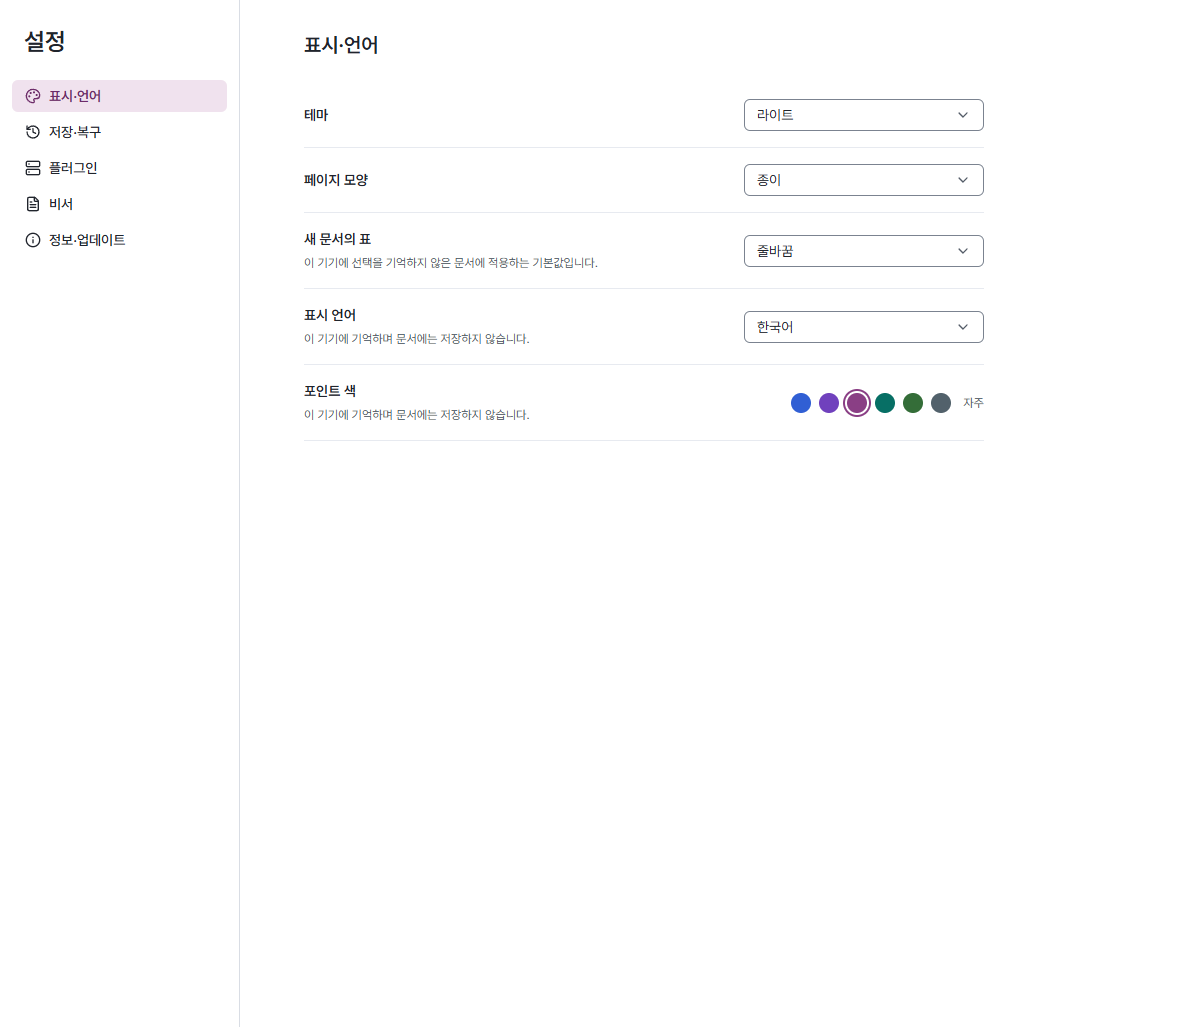 설정
표시·언어
저장·복구
플러그인
비서
정보·업데이트
표시·언어
테마
라이트
페이지 모양
종이
새 문서의 표
이 기기에 선택을 기억하지 않은 문서에 적용하는 기본값입니다.
줄바꿈
표시 언어
이 기기에 기억하며 문서에는 저장하지 않습니다.
한국어
포인트 색
이 기기에 기억하며 문서에는 저장하지 않습니다.
자주